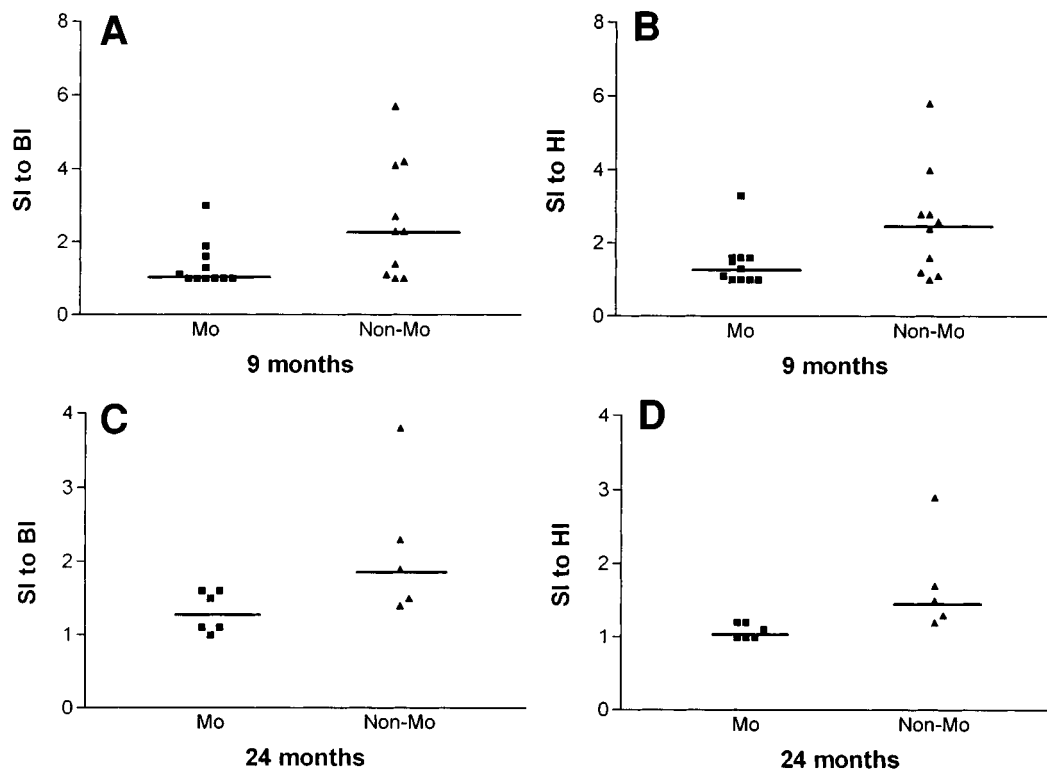 A
SI to BI
8
6
4
2
0
Mo Non-Mo
9 months
B
SI to HI
8
6
4
2
0
Mo Non-Mo
9 months
C
SI to BI
4
3
2
1
0
Mo Non-Mo
24 months
D
SI to HI
4
3
2
1
0
Mo Non-Mo
24 months